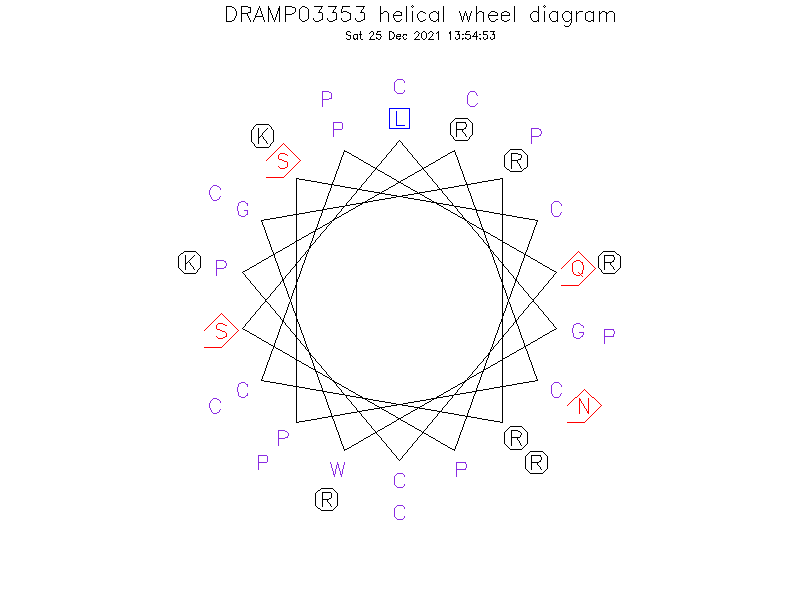 DRAMP03353 helical wheel diagram
Sat 25 Dec 2021 13:54:53
C
P C
L
P R
K P
S R
C
G C
K P Q R
S G P
C C
C N
P R
P R
W P
C
R
C